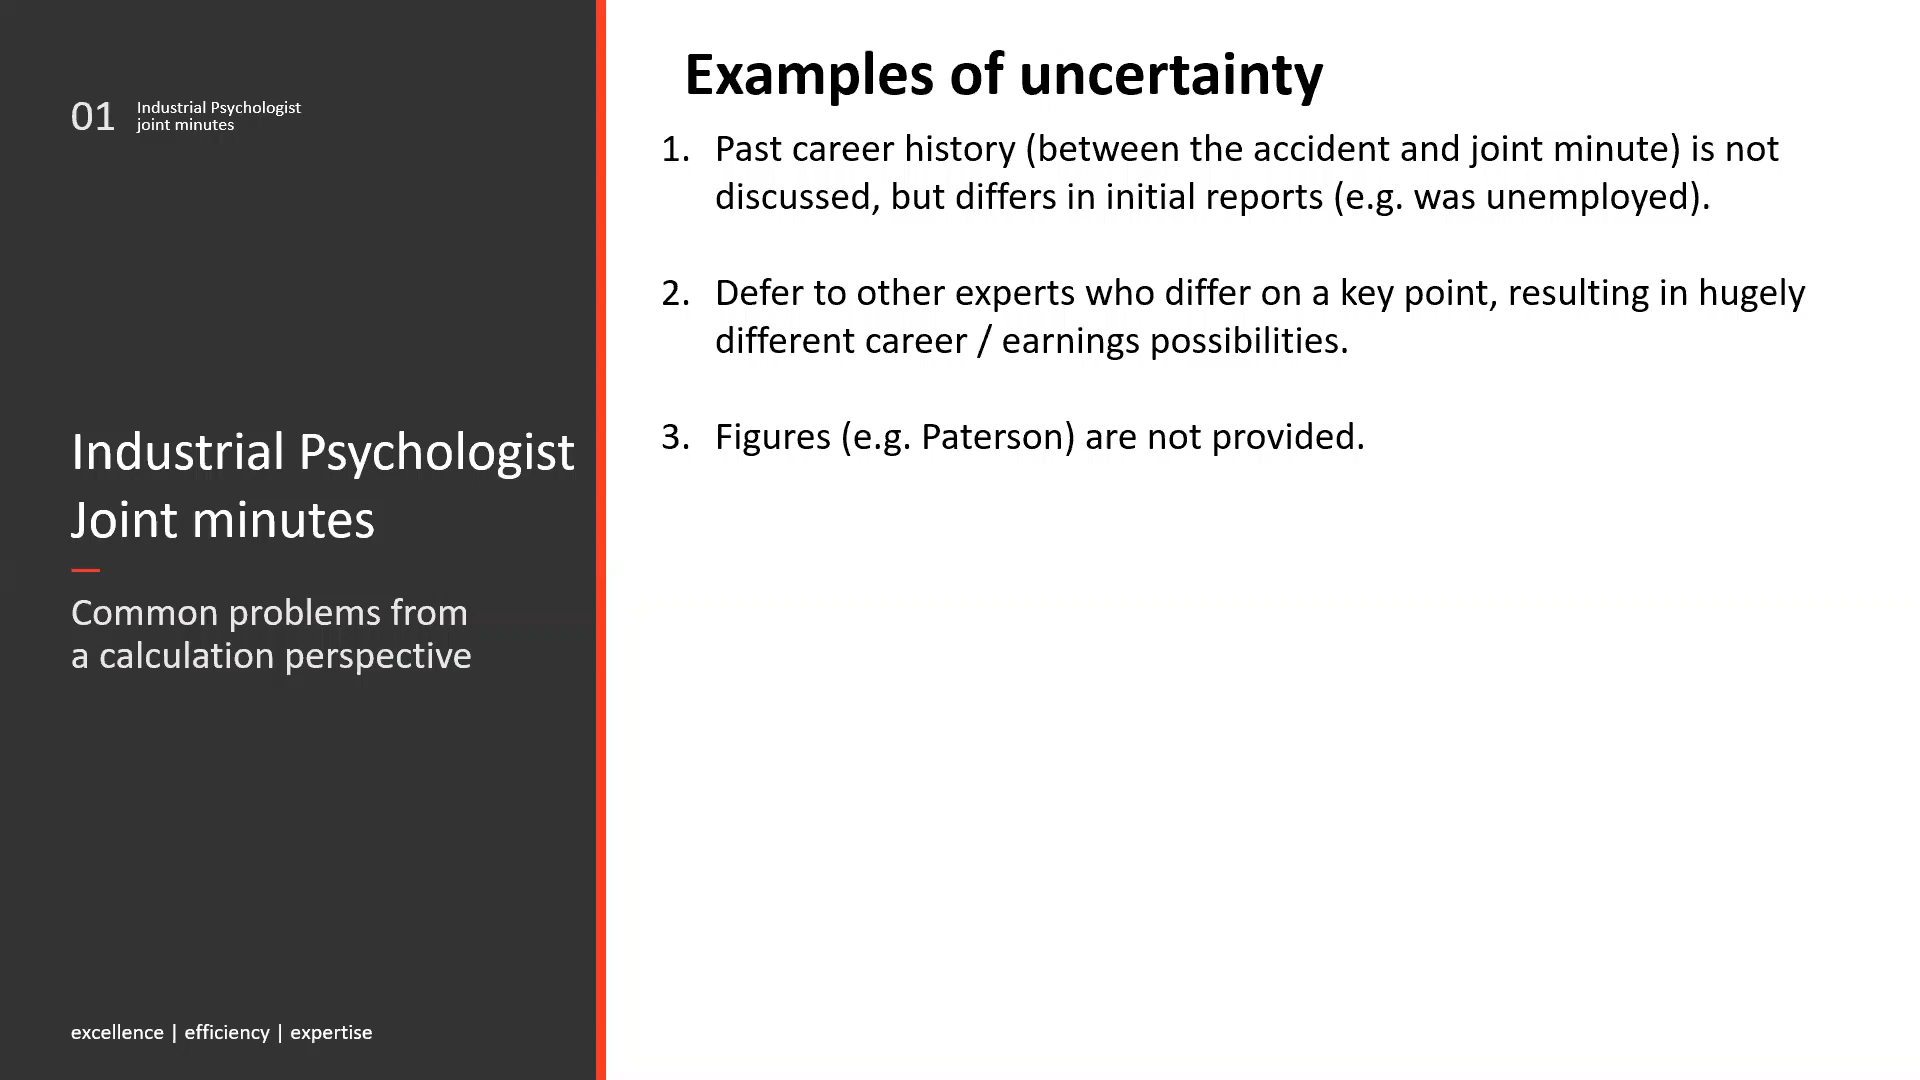 01
Industrial Psychologist
joint minutes
Industrial Psychologist
Joint minutes
Common problems from
a calculation perspective
excellence | efficiency | expertise
Examples of uncertainty
1. Past career history (between the accident and joint minute) is not
discussed, but differs in initial reports (e.g. was unemployed).
2. Defer to other experts who differ on a key point, resulting in hugely
different career / earnings possibilities.
3. Figures (e.g. Paterson) are not provided.